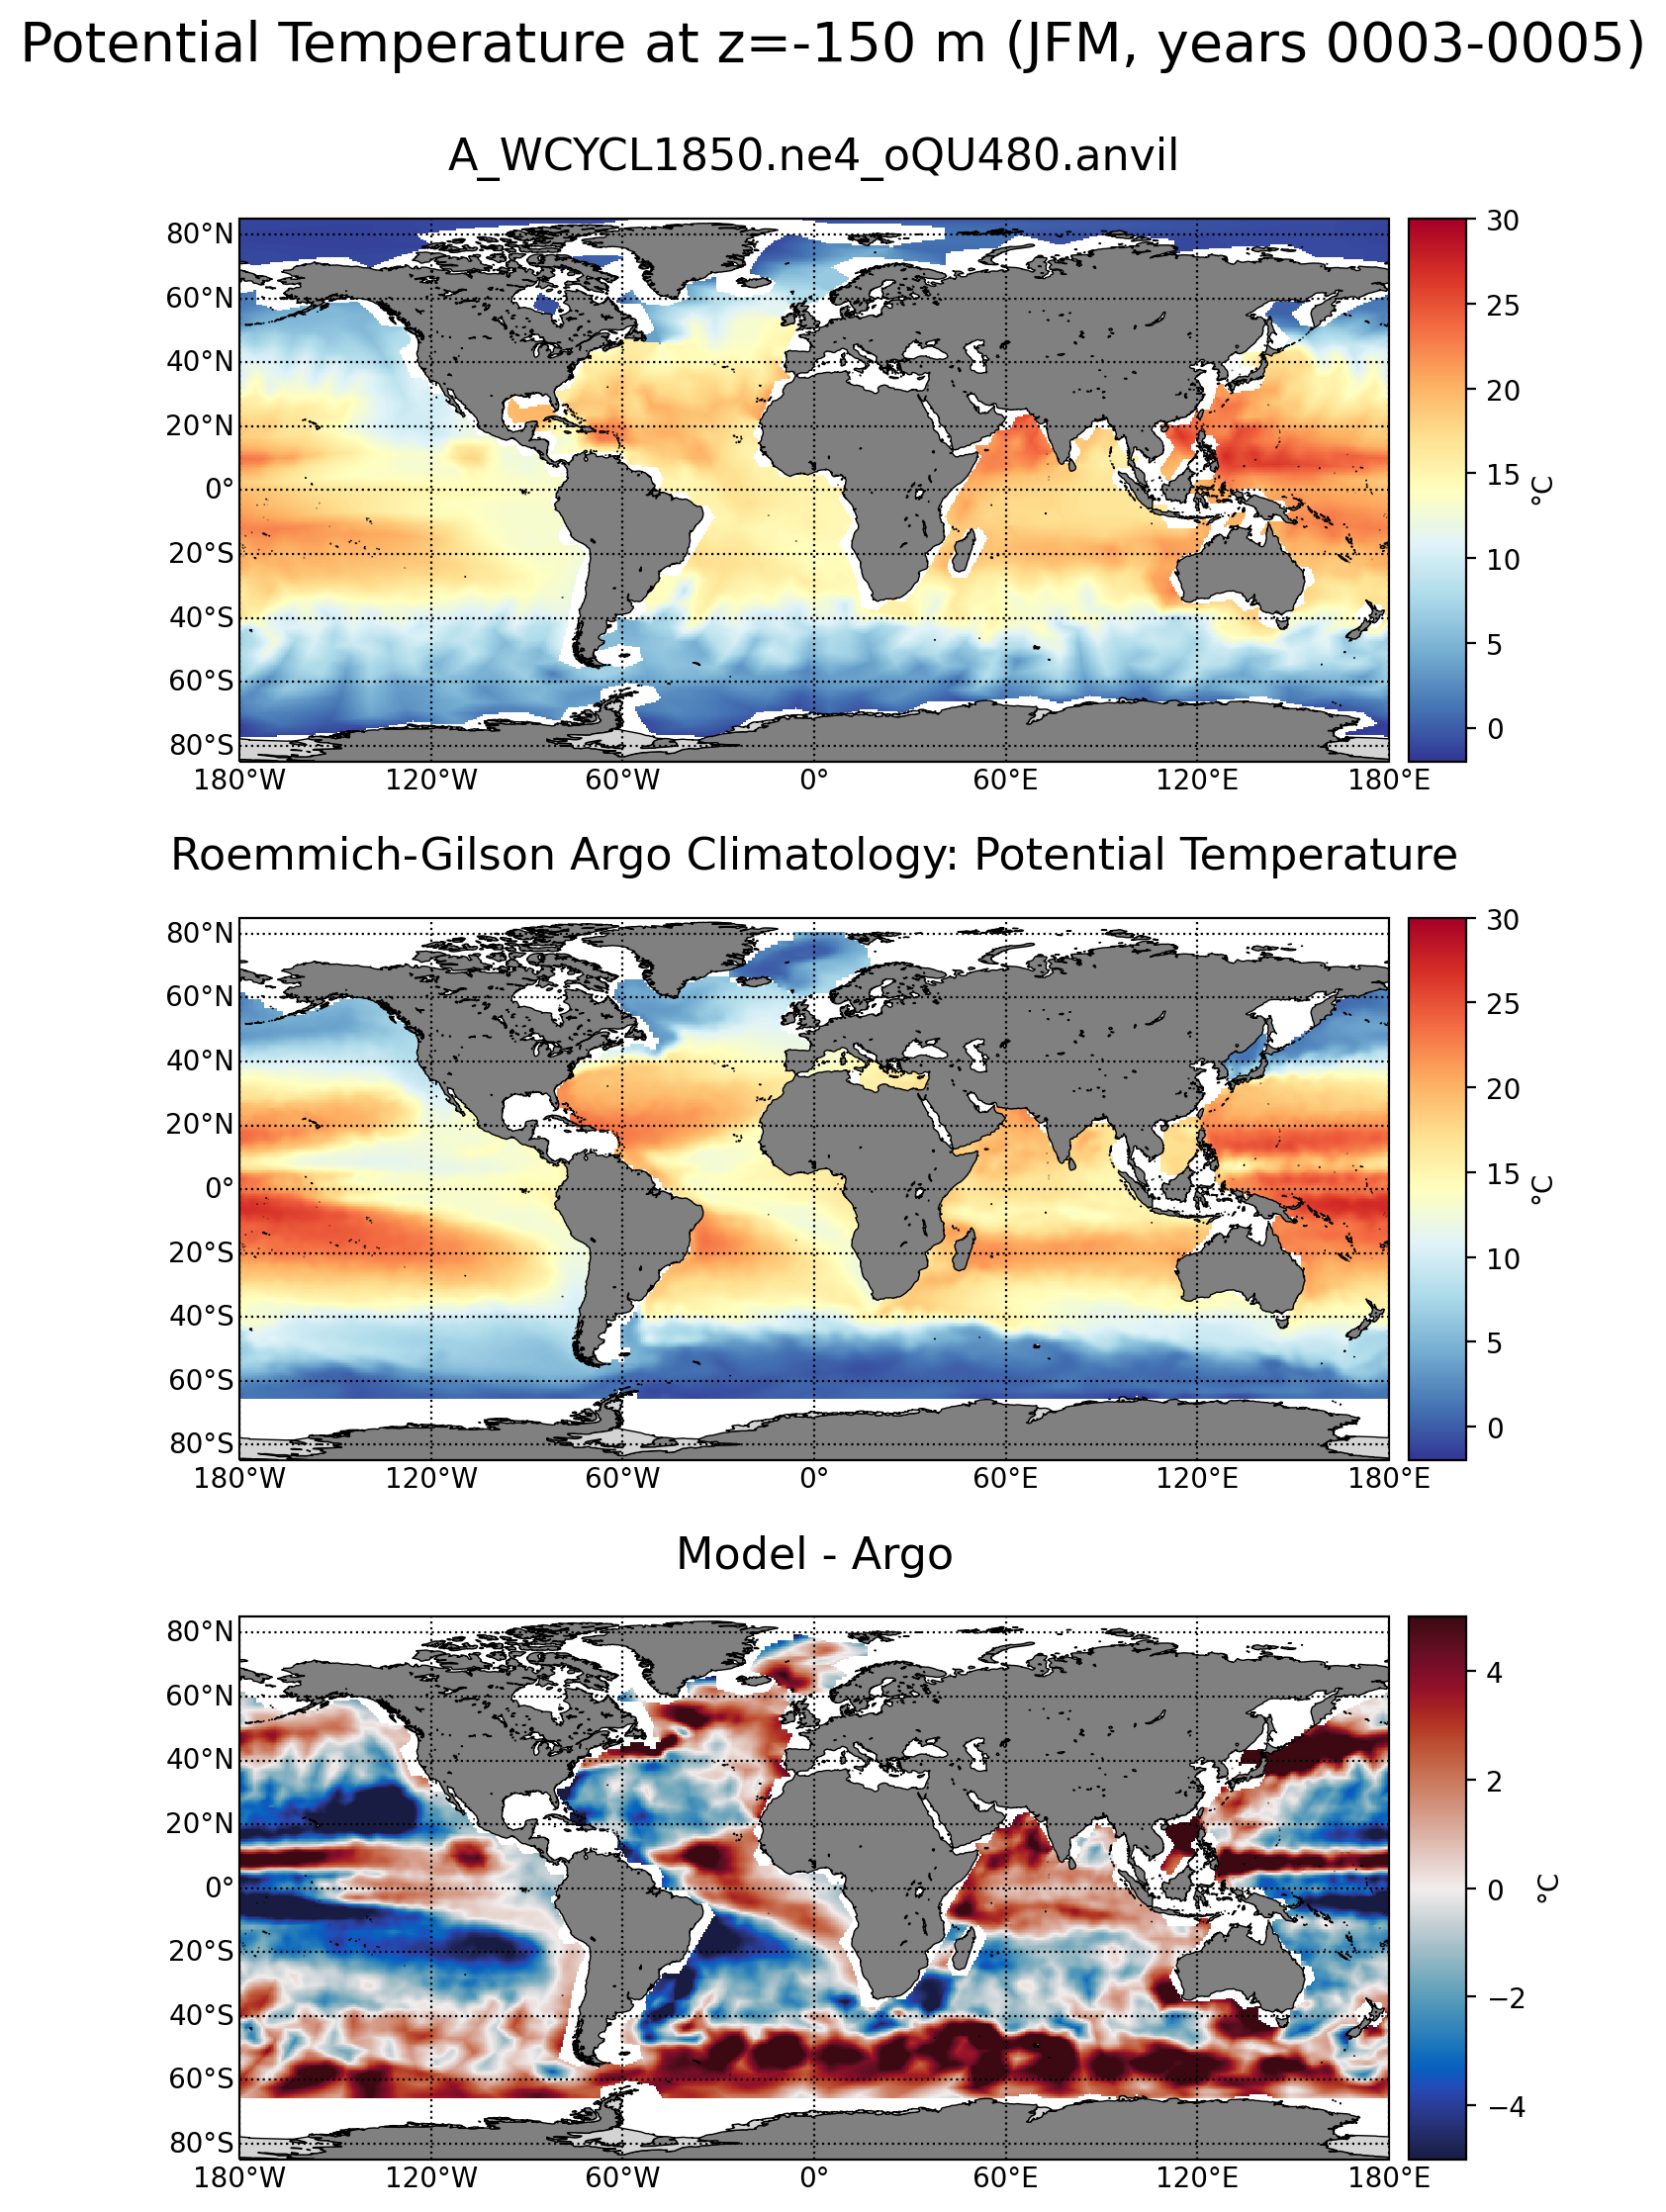 Potential Temperature at z=-150 m (JFM, years 0003-0005)
A_WCYCL1850.ne4_oQU480.anvil
80°N
60°N
40°N
20°N
0°
20°S
40°S
60°S
80°S
180°W 120°W 60°W 0° 60°E 120°E 180°E
30
25
20
15
10
5
0
°C
Roemmich-Gilson Argo Climatology: Potential Temperature
80°N
60°N
40°N
20°N
0°
20°S
40°S
60°S
80°S
180°W 120°W 60°W 0° 60°E 120°E 180°E
30
25
20
15
10
5
0
°C
Model - Argo
80°N
60°N
40°N
20°N
0°
20°S
40°S
60°S
80°S
180°W 120°W 60°W 0° 60°E 120°E 180°E
4
2
0
−2
−4
°C